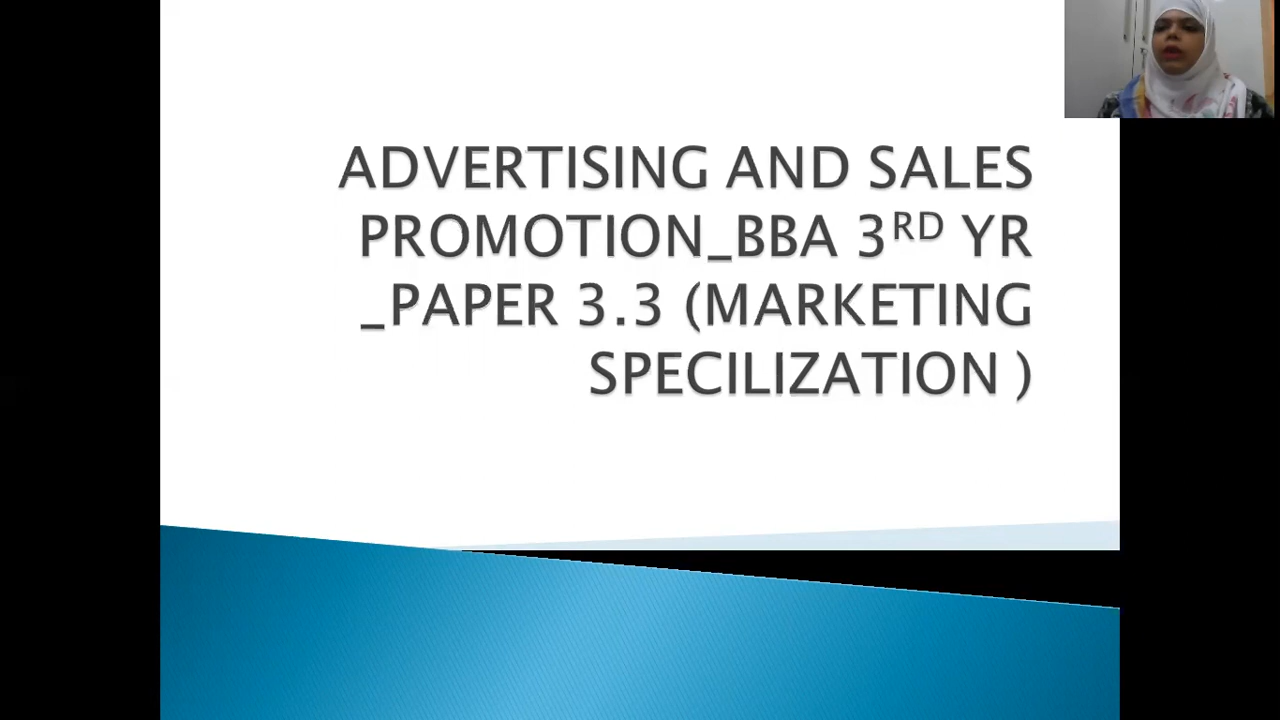 ADVERTISING AND SALES
PROMOTION_BBA 3RD YR
_PAPER 3.3 (MARKETING
SPECILIZATION )